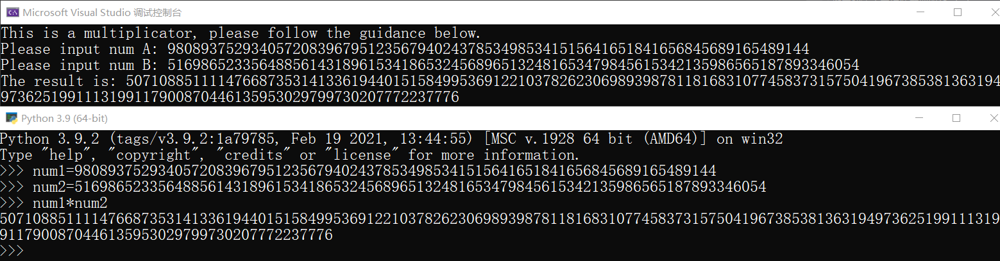 Microsoft Visual Studio 调试控制台
This is a multiplicator, please follow the guidance below.
Please input num A: 98089375293405720839679512356794024378534985341515641651841656845689165489144
Please input num B: 51698652335648856143189615341865324568965132481653479845615342135986565187893346054
The result is: 507108851111476687353141336194401515849953691221037826230698939878118168310774583731575041967385381363194
97362519911131991179008704461359530297997302077722​37776
Python 3.9 (64-bit)
Python 3.9.2 (tags/v3.9.2:1a79785, Feb 19 2021, 13:44:55) [MSC v.1928 64 bit (AMD64)] on win32
Type "help", "copyright", "credits" or "license" for more information.
>>> num1=98089375293405720839679512356794024378534985341515641651841656845689165489144
>>> num2=51698652335648856143189615341865324568965132481653479845615342135986565187893346054
>>> num1*num2
507108851111476687353141336194401515849953691221037826230698939878118168310774583731575041967385381363194973625199111319
9117900870446135953029799730207772237776
>>>